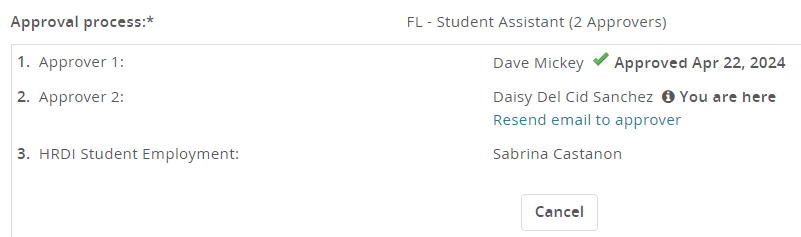 Approval process:* FL - Student Assistant (2 Approvers)
1. Approver 1: Dave Mickey Approved Apr 22, 2024
2. Approver 2: Daisy Del Cid Sanchez You are here
Resend email to approver
3. HRDI Student Employment: Sabrina Castanon
Cancel